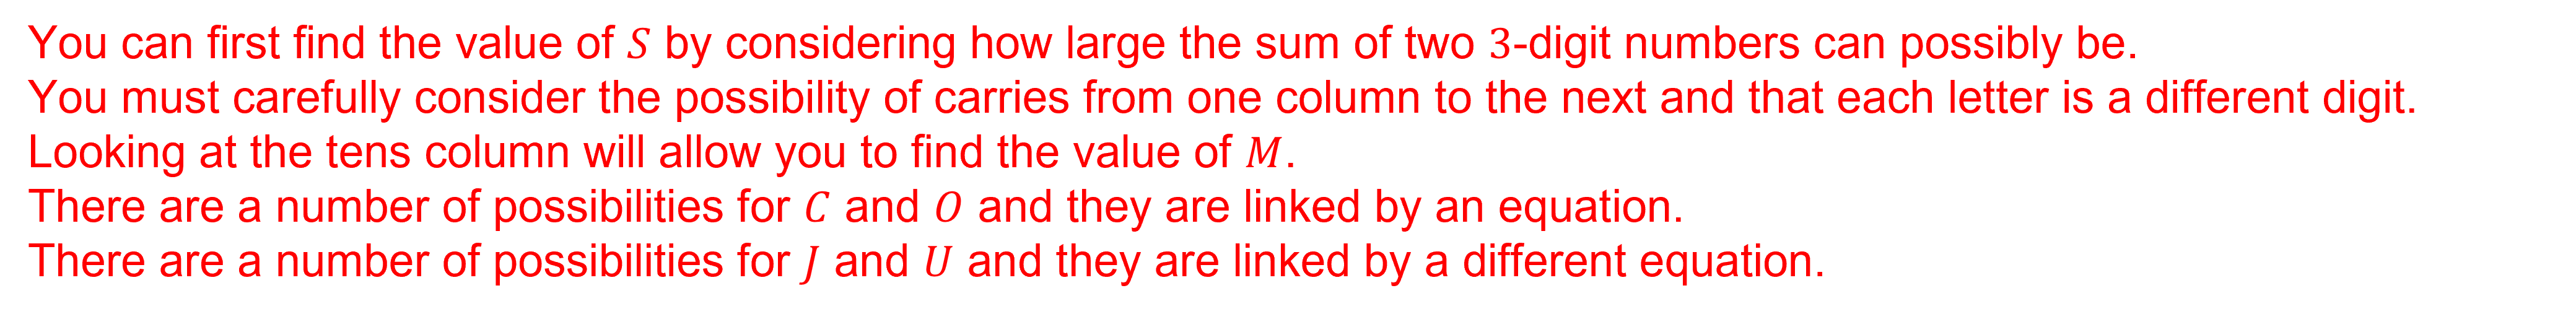 You can first find the value of S by considering how large the sum of two 3-digit numbers can possibly be.
You must carefully consider the possibility of carries from one column to the next and that each letter is a different digit.
Looking at the tens column will allow you to find the value of M.
There are a number of possibilities for C and O and they are linked by an equation.
There are a number of possibilities for J and U and they are linked by a different equation.